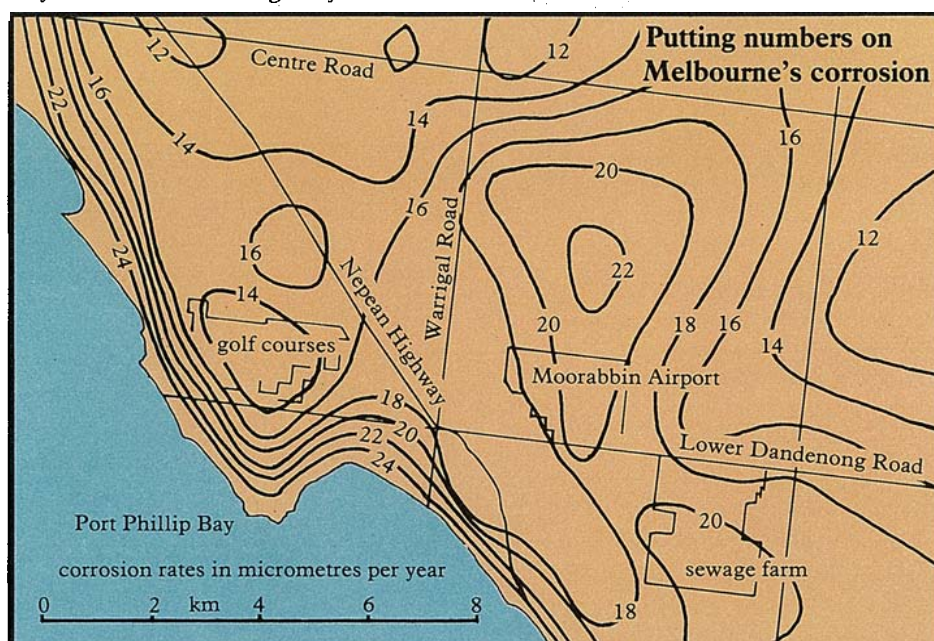 Putting numbers on
Melbourne's corrosion
12
12
Centre Road
22
16
14
14
16
20
24
16
12
16
22
Nepean Highway
Warrigal Road
14
20
18
16
14
golf courses
Moorabbin Airport
18
20
22
24
Lower Dandenong Road
20
Port Phillip Bay
corrosion rates in micrometres per year
sewage farm
18
0 2 km 4 6 8